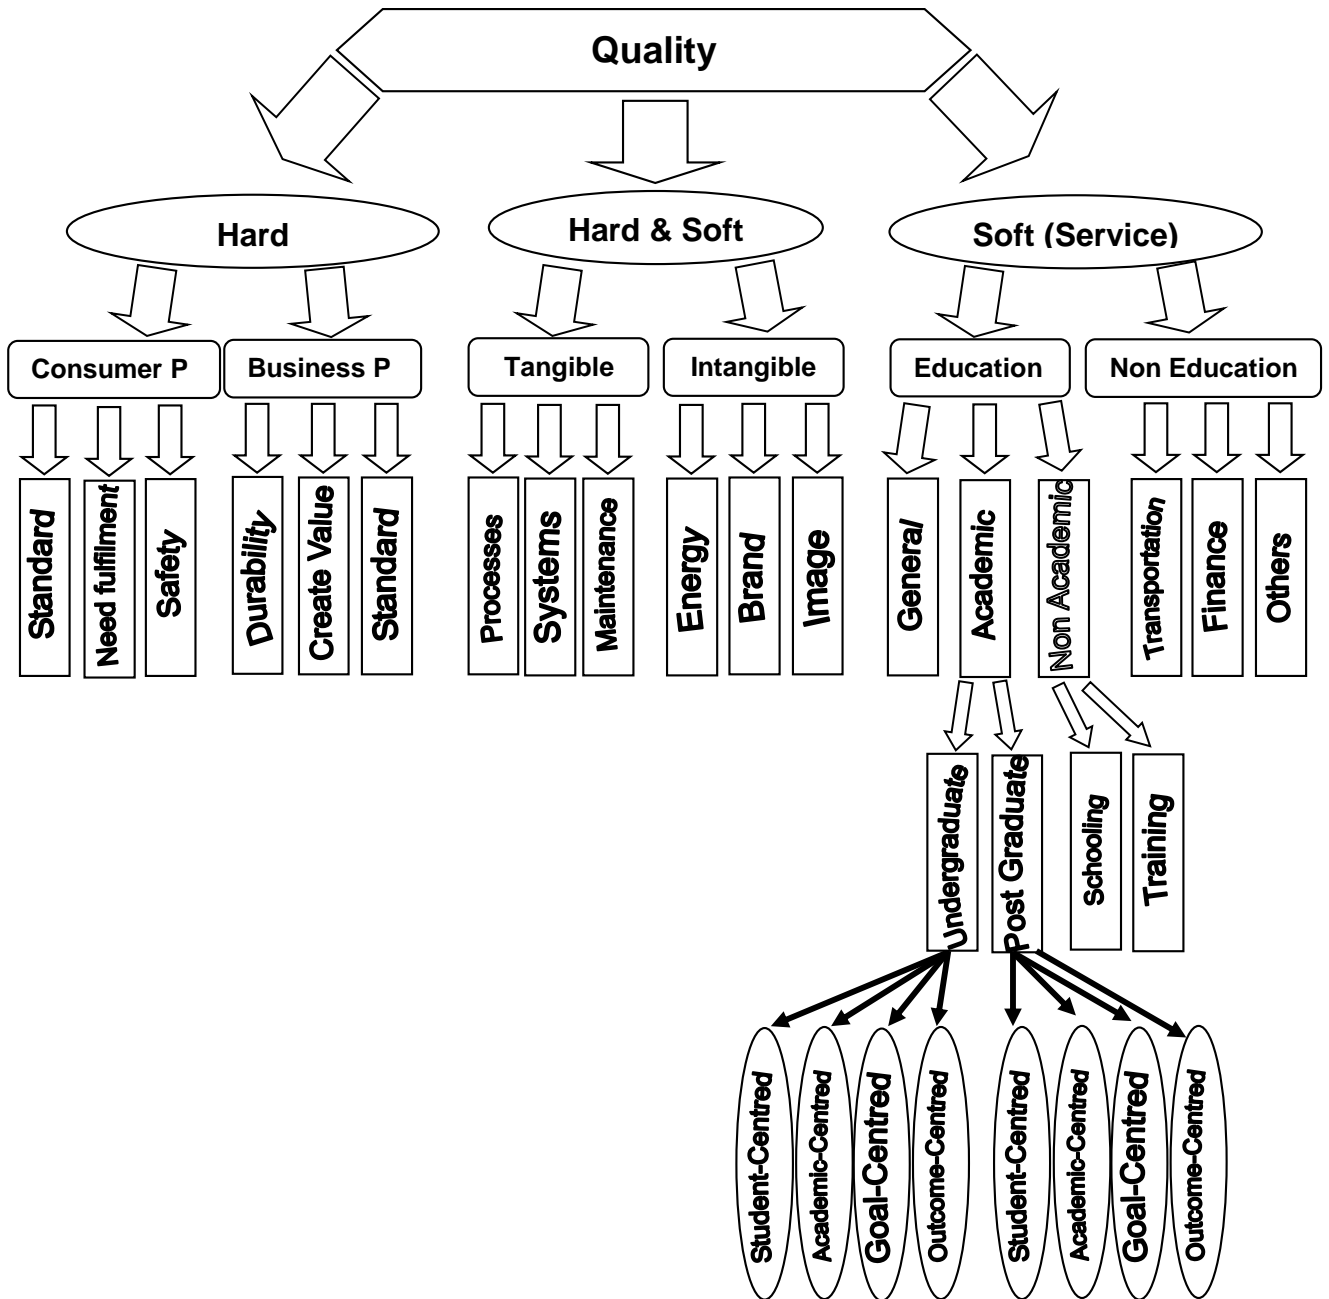 Quality
Hard
Hard & Soft
Soft (Service)
Consumer P
Business P
Tangible
Intangible
Education
Non Education
Standard
Need fulfilment
Safety
Durability
Create Value
Standard
Processes
Systems
Maintenance
Energy
Brand
Image
General
Academic
Non Academic
Transportation
Finance
Others
Undergraduate
Post Graduate
Schooling
Training
Student-Centred
Academic-Centred
Goal-Centred
Outcome-Centred
Student-Centred
Academic-Centred
Goal-Centred
Outcome-Centred